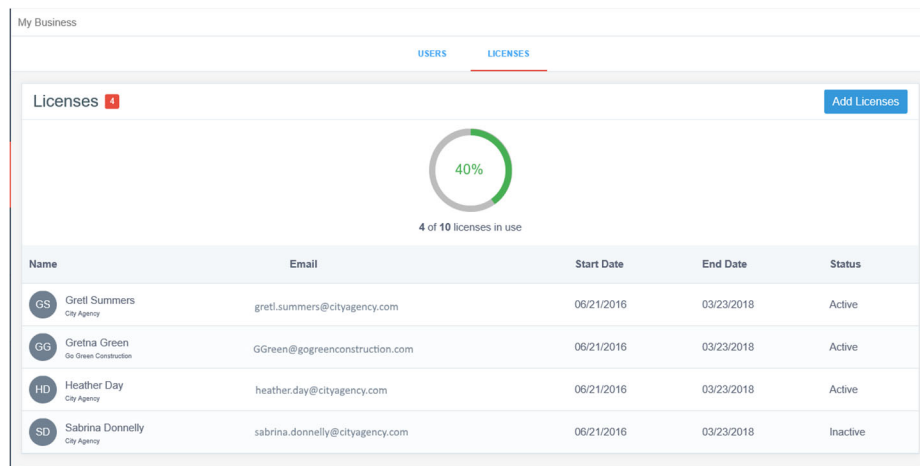 My Business
USERS LICENSES
Licenses 4 Add Licenses
40%
4 of 10 licenses in use
Name Email Start Date End Date Status
GS Gretl Summers gretl.summers@cityagency.com 06/21/2016 03/23/2018 Active
City Agency
GG Gretna Green GGreen@gogreenconstruction.com 06/21/2016 03/23/2018 Active
Go Green Construction
HD Heather Day heather.day@cityagency.com 06/21/2016 03/23/2018 Active
City Agency
SD Sabrina Donnelly sabrina.donnelly@cityagency.com 06/21/2016 03/23/2018 Inactive
City Agency